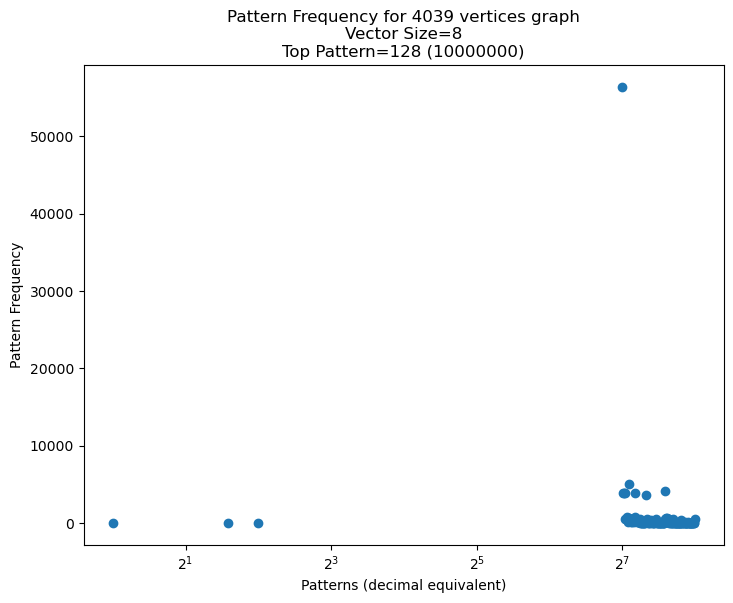 Pattern Frequency for 4039 vertices graph
Vector Size=8
Top Pattern=128 (10000000)
50000
40000
30000
20000
10000
0
Pattern Frequency
2^1 2^3 2^5 2^7
Patterns (decimal equivalent)